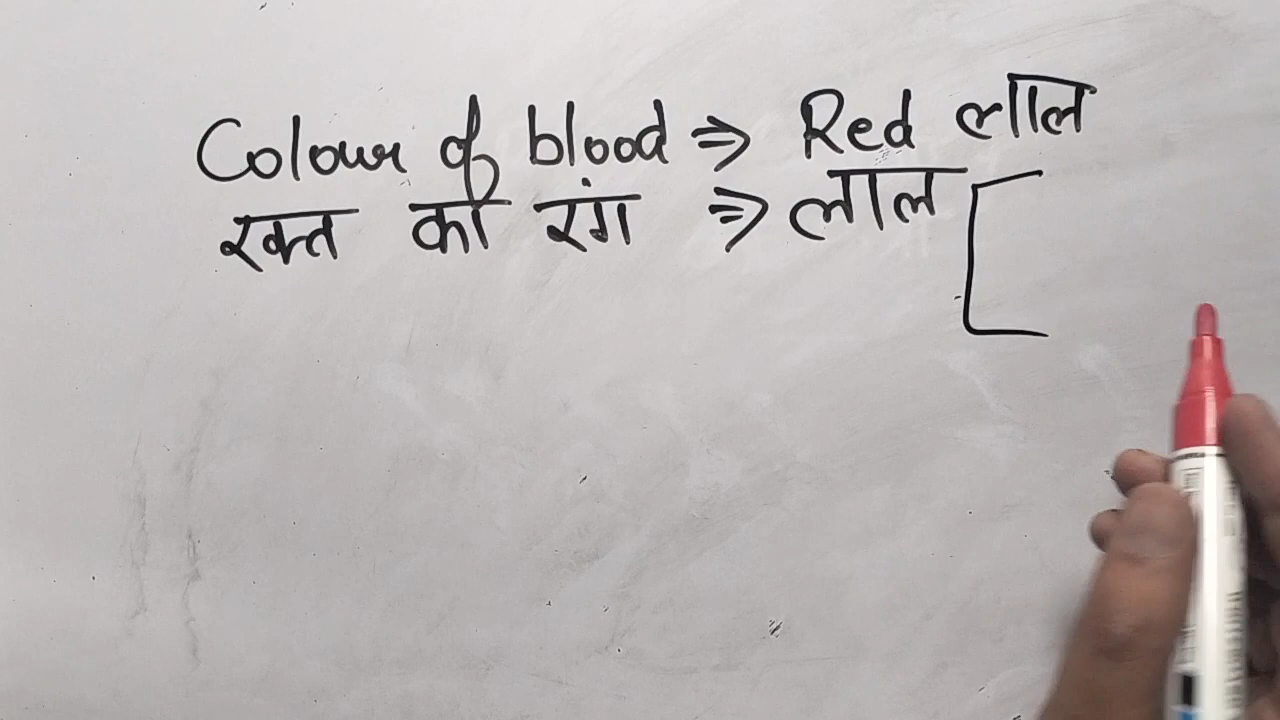 Colour of blood ⇒ Red लाल
रक्त का रंग ⇒ लाल [